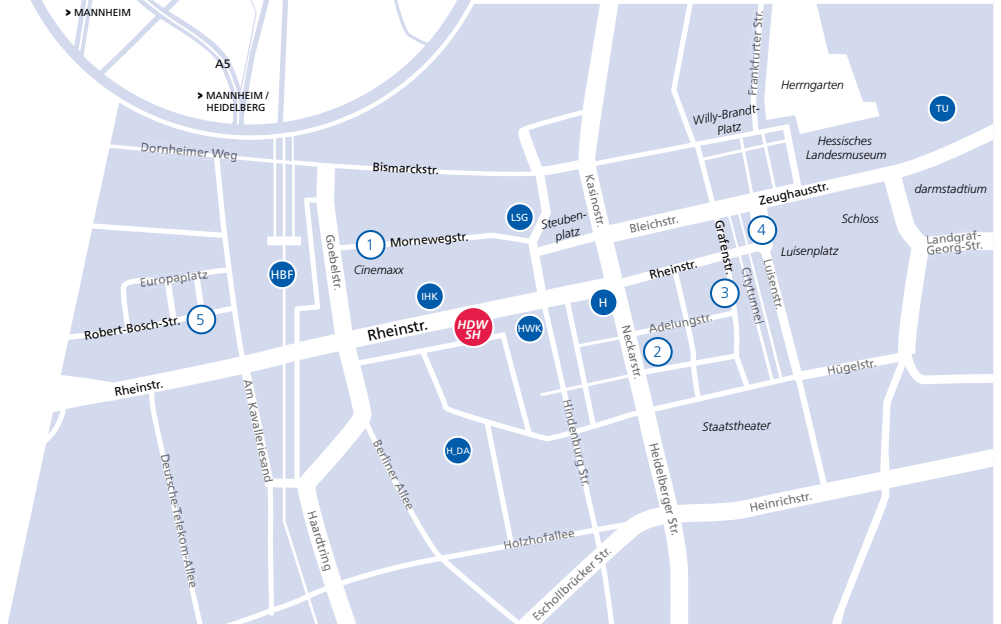 > MANNHEIM
A5
> MANNHEIM /
HEIDELBERG
Frankfurter Str.
Herrngarten
TU
Willy-Brandt-
Platz
Hessisches
Landesmuseum
Dornheimer Weg
Bismarckstr.
Kasinostr.
Zeughausstr.
darmstadtium
LSG
Steuben-
platz
Bleichstr.
Schloss
4
Grafenstr.
Goebelstr.
1
Mornewegstr.
Cinemaxx
Luisenplatz
Landgraf-
Georg-Str.
HBF
Europaplatz
Rheinstr.
Citytunnel
Luisenstr.
IHK
H
3
Robert-Bosch-Str.
5
Rheinstr.
HDW
SH
HWK
Adelungstr.
Neckarstr.
2
Hügelstr.
Rheinstr.
Am Kavalleriesand
Hindenburg Str.
Staatstheater
H_DA
Berliner Allee
Heidelberger Str.
Deutsche-Telekom-Allee
Haardtring
Heinrichstr.
Holzhofallee
Eschollbrücker Str.